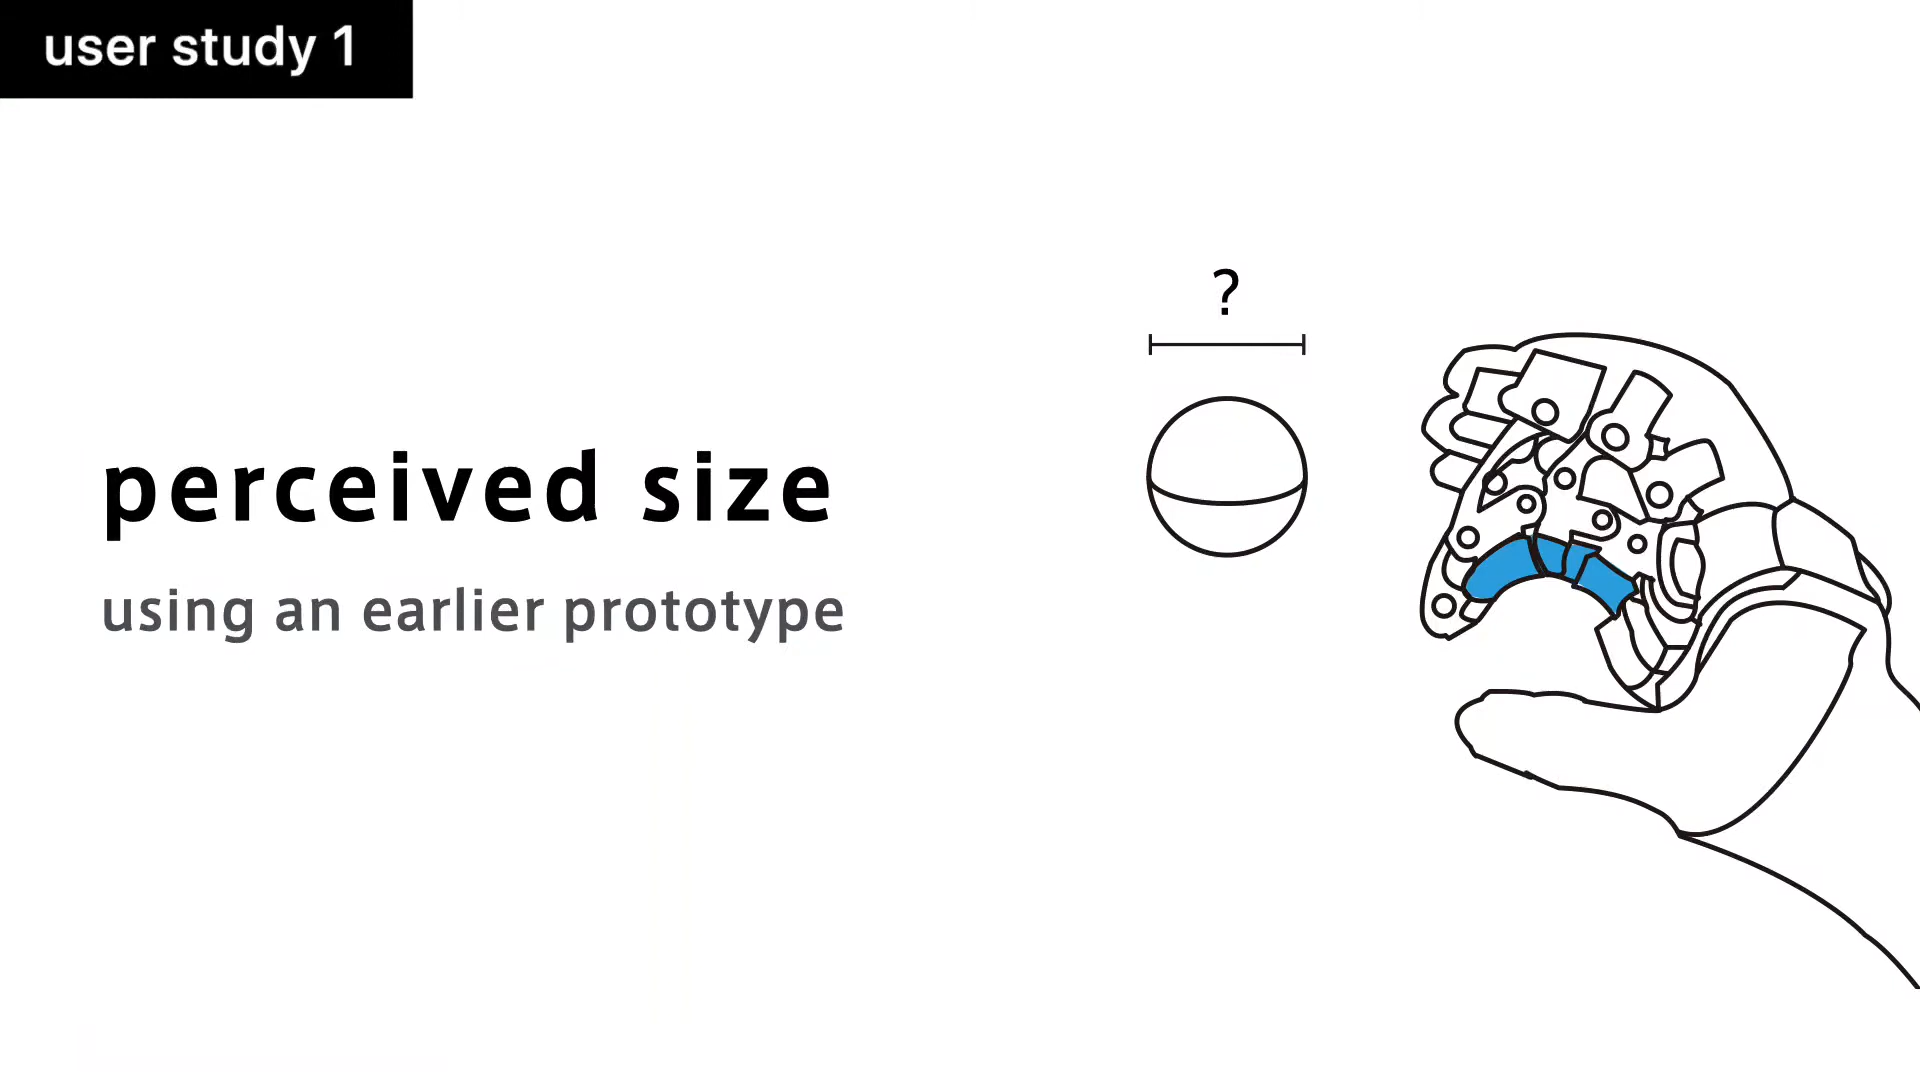 user study 1
?
perceived size
using an earlier prototype